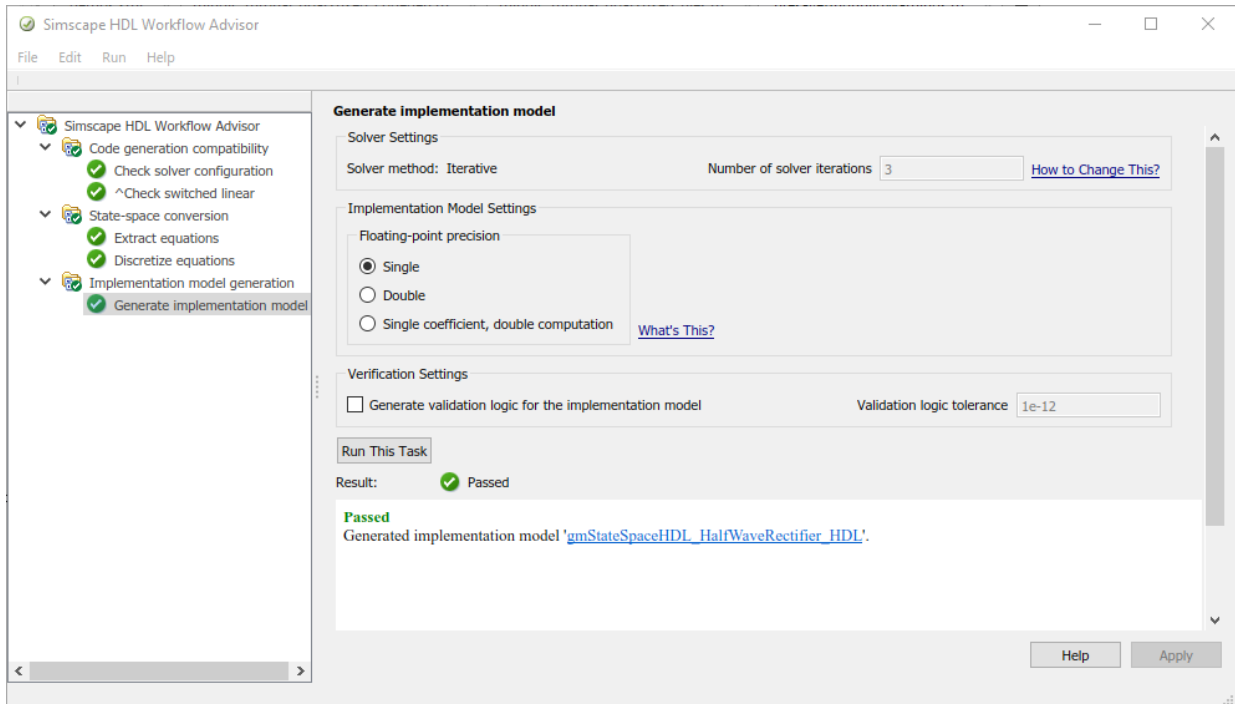 Simscape HDL Workflow Advisor
File Edit Run Help
Simscape HDL Workflow Advisor
Code generation compatibility
Check solver configuration
^Check switched linear
State-space conversion
Extract equations
Discretize equations
Implementation model generation
Generate implementation model
Generate implementation model
Solver Settings
Solver method: Iterative Number of solver iterations 3 How to Change This?
Implementation Model Settings
Floating-point precision
Single
Double
Single coefficient, double computation What's This?
Verification Settings
Generate validation logic for the implementation model Validation logic tolerance 1e-12
Run This Task
Result: Passed
Passed
Generated implementation model 'gmStateSpaceHDL_HalfWaveRectifier_HDL'.
Help Apply